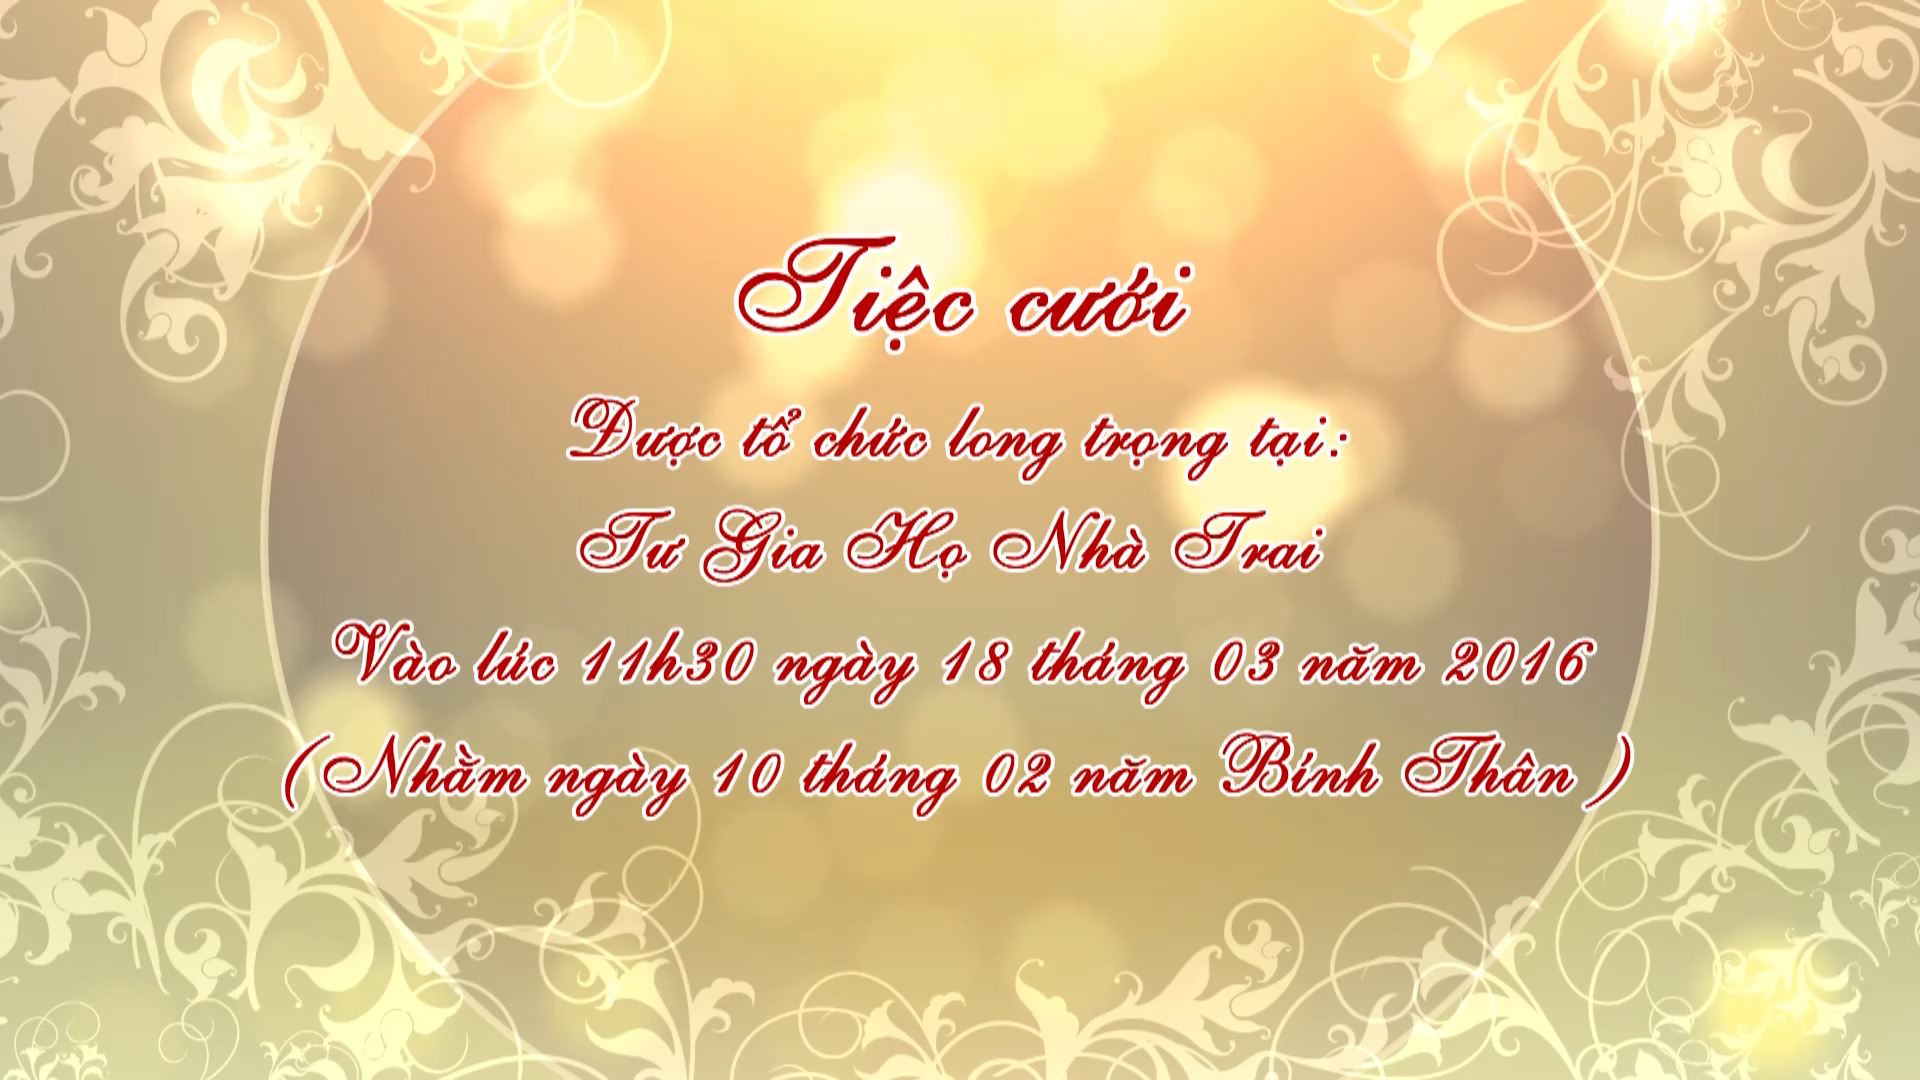 Tiệc cưới
Được tổ chức long trọng tại:
Tư Gia Họ Nhà Trai
Vào lúc 11h30 ngày 18 tháng 03 năm 2016
(Nhằm ngày 10 tháng 02 năm Bính Thân )